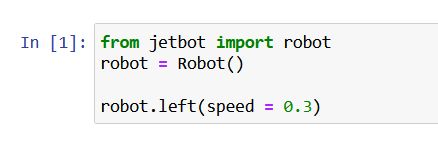 In [1]: from jetbot import robot
robot = Robot()
robot.left(speed = 0.3)